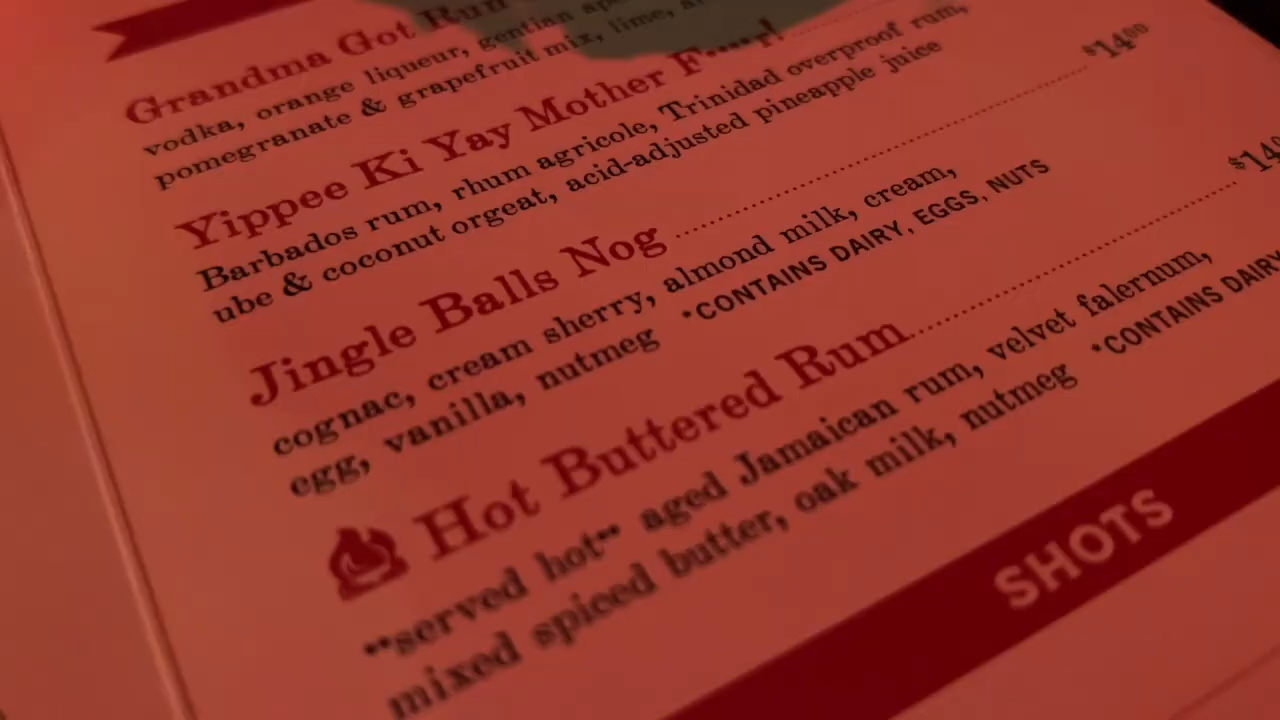 Grandma Got Run
vodka, orange liqueur, gentian
pomegranate & grapefruit mix, lime,
Yippee Ki Yay Mother F....r!
Barbados rum, rhum agricole, Trinidad overproof rum,
ube & coconut orgeat, acid-adjusted pineapple juice
Jingle Balls Nog $14⁰⁰
cognac, cream sherry, almond milk, cream,
egg, vanilla, nutmeg *CONTAINS DAIRY, EGGS, NUTS
Hot Buttered Rum
**served hot** aged Jamaican rum, velvet falernum,
mixed spiced butter, oak milk, nutmeg *CONTAINS DAIRY
SHOTS